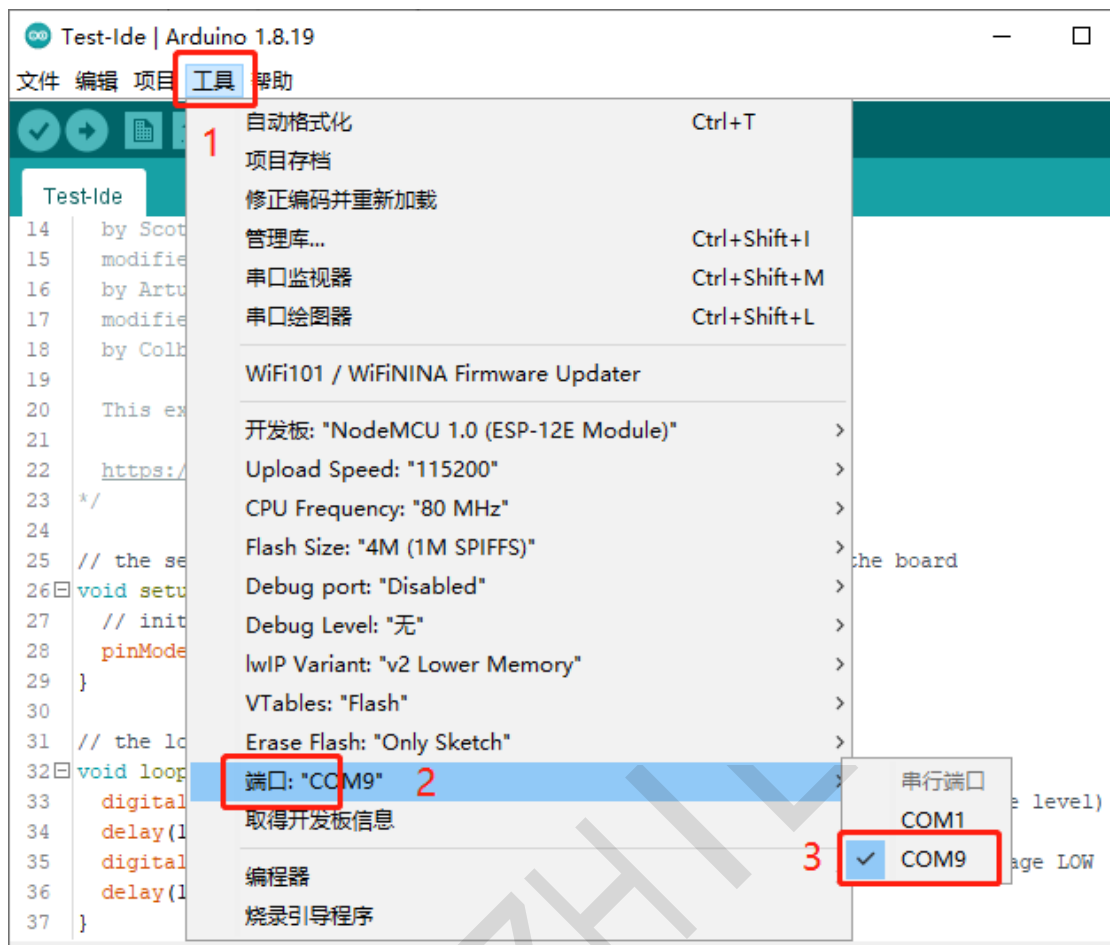 Test-Ide | Arduino 1.8.19
文件 编辑 项目 工具 帮助
1
自动格式化 Ctrl+T
项目存档
修正编码并重新加载
管理库... Ctrl+Shift+I
串口监视器 Ctrl+Shift+M
串口绘图器 Ctrl+Shift+L
WiFi101 / WiFiNINA Firmware Updater
开发板: "NodeMCU 1.0 (ESP-12E Module)"
Upload Speed: "115200"
CPU Frequency: "80 MHz"
Flash Size: "4M (1M SPIFFS)"
Debug port: "Disabled"
Debug Level: "无"
lwIP Variant: "v2 Lower Memory"
VTables: "Flash"
Erase Flash: "Only Sketch"
端口: "COM9" 2
取得开发板信息
编程器
烧录引导程序
串行端口
COM1
3 COM9
Test-Ide
14 by Scot
15 modifie
16 by Artu
17 modifie
18 by Colb
19
20 This ex
21
22 https:/
23 */
24
25 // the se the board
26 void setu
27 // init
28 pinMode
29 }
30
31 // the lo
32 void loop
33 digital e level)
34 delay(1
35 digital age LOW
36 delay(1
37 }